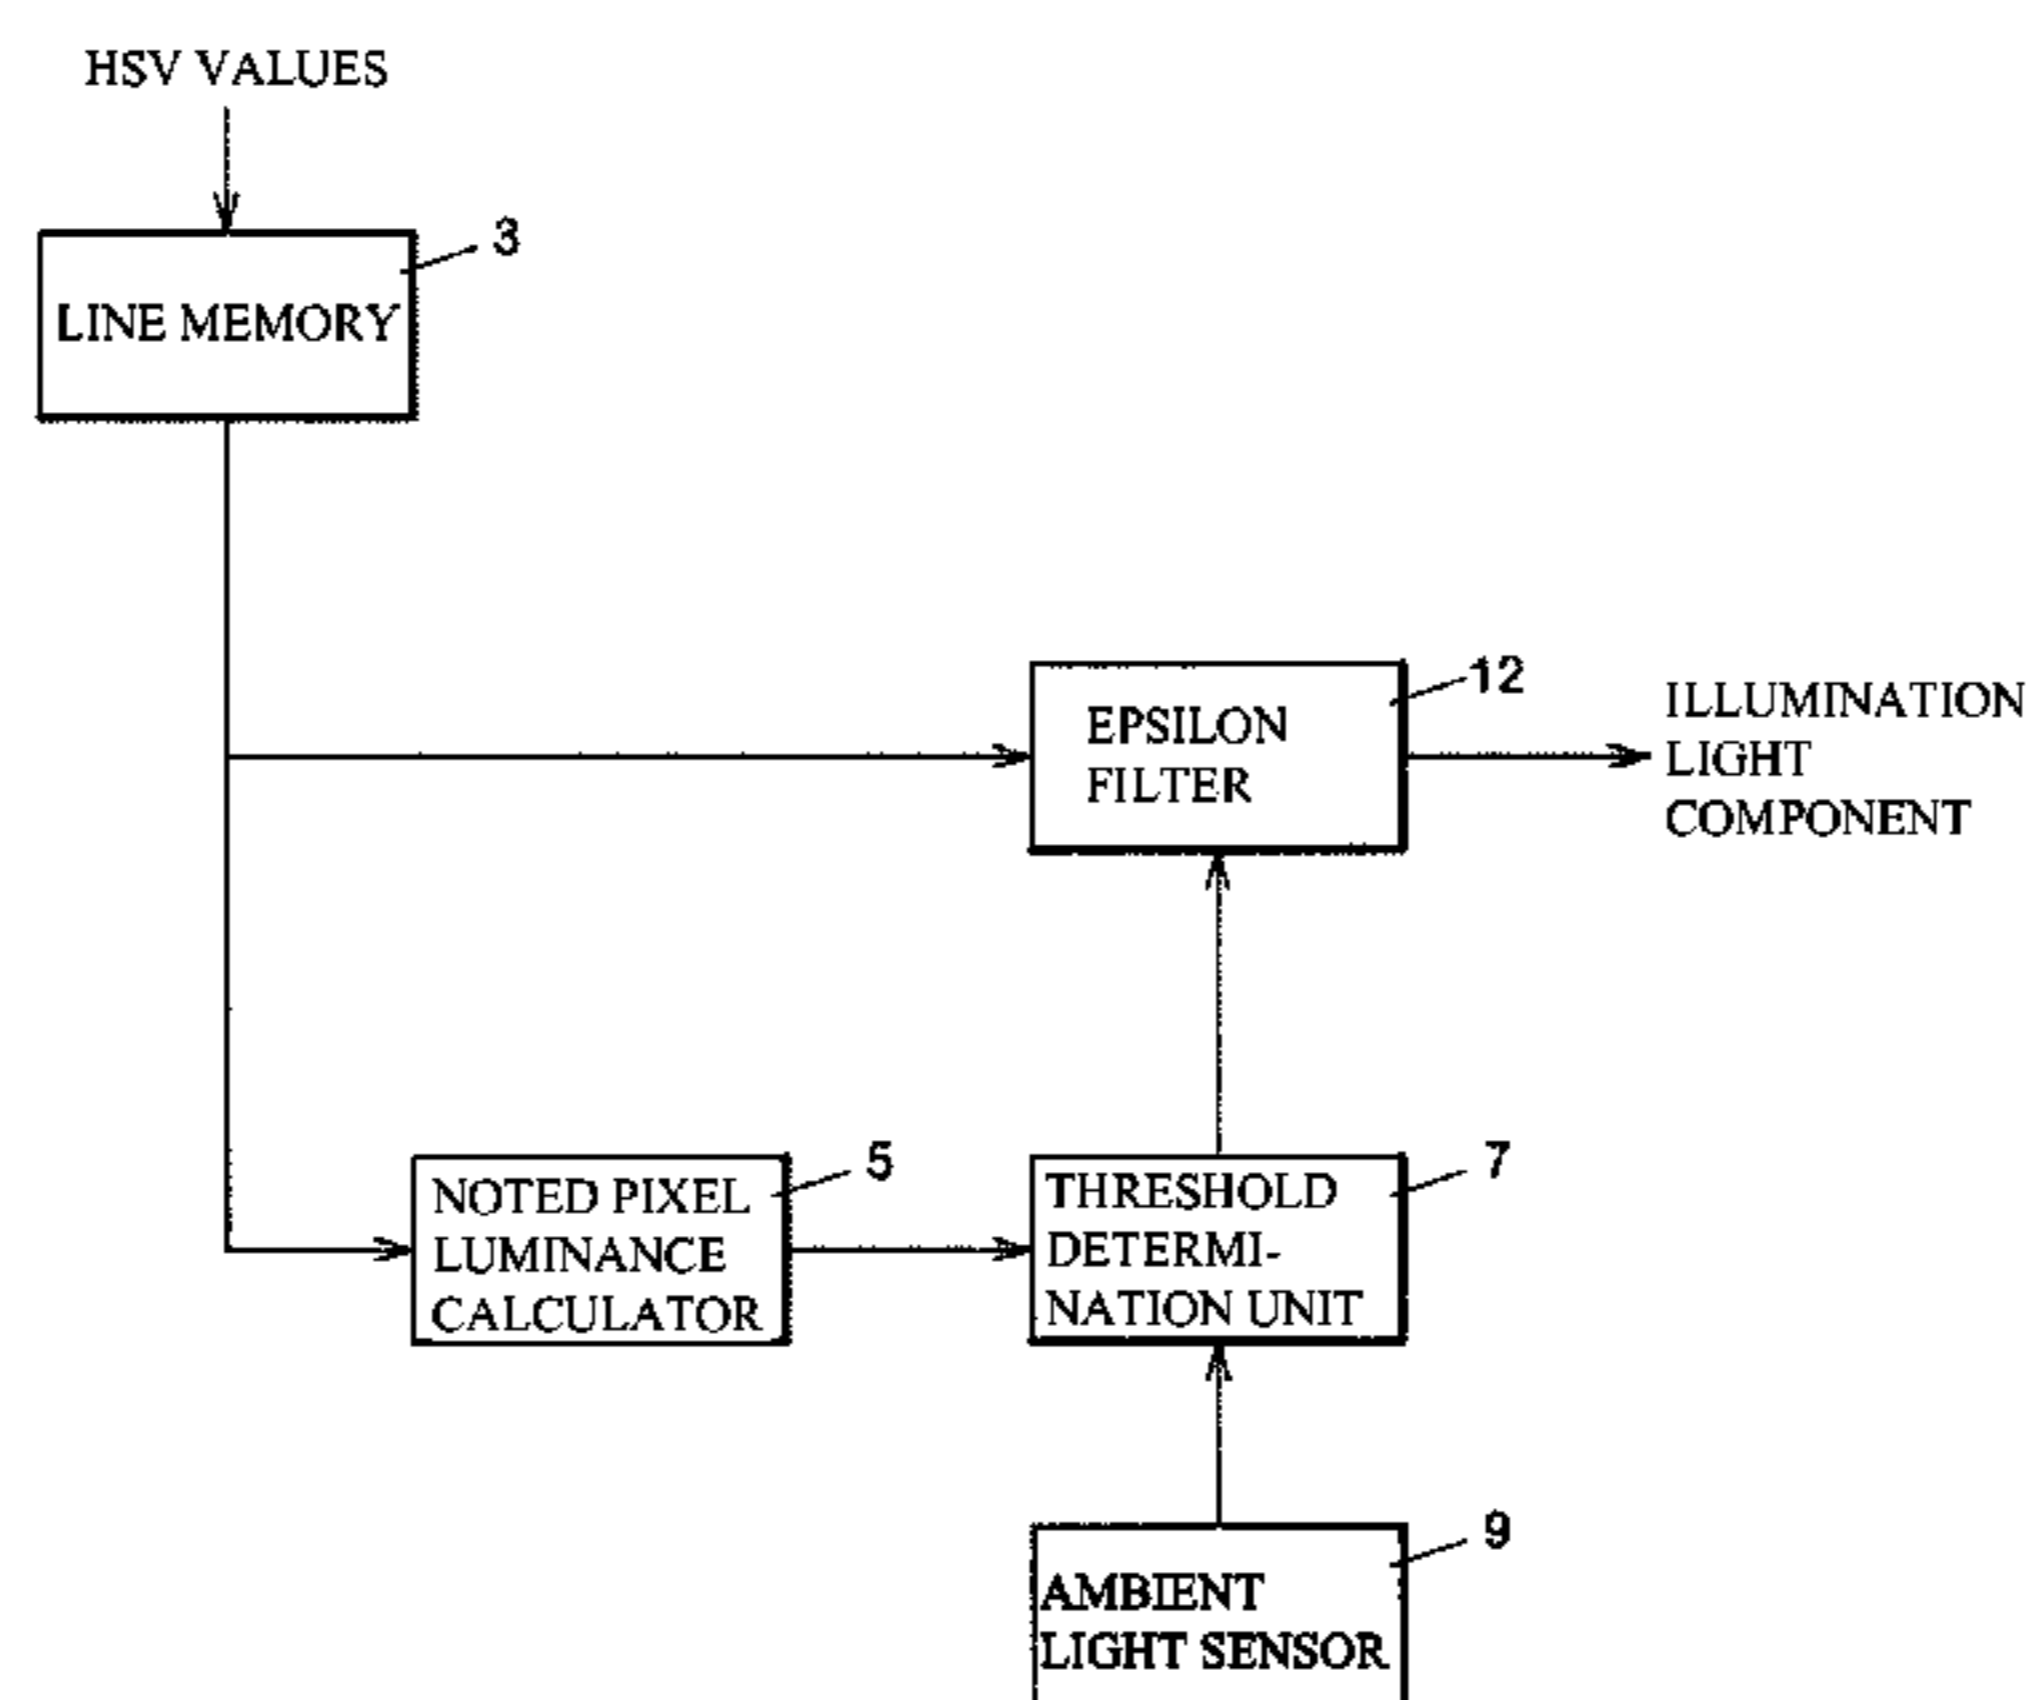 HSV VALUES
3
LINE MEMORY
12
EPSILON
FILTER
ILLUMINATION
LIGHT
COMPONENT
5
NOTED PIXEL
LUMINANCE
CALCULATOR
7
THRESHOLD
DETERMI-
NATION UNIT
9
AMBIENT
LIGHT SENSOR